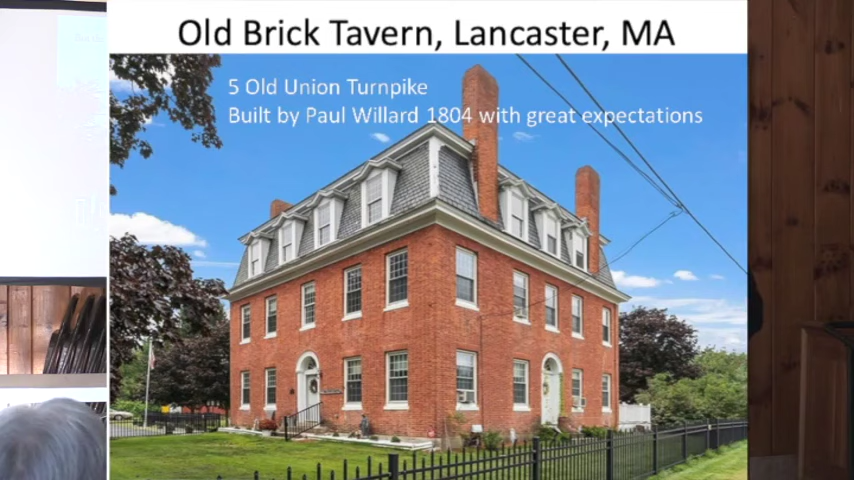 Old Brick Tavern, Lancaster, MA
5 Old Union Turnpike
Built by Paul Willard 1804 with great expectations